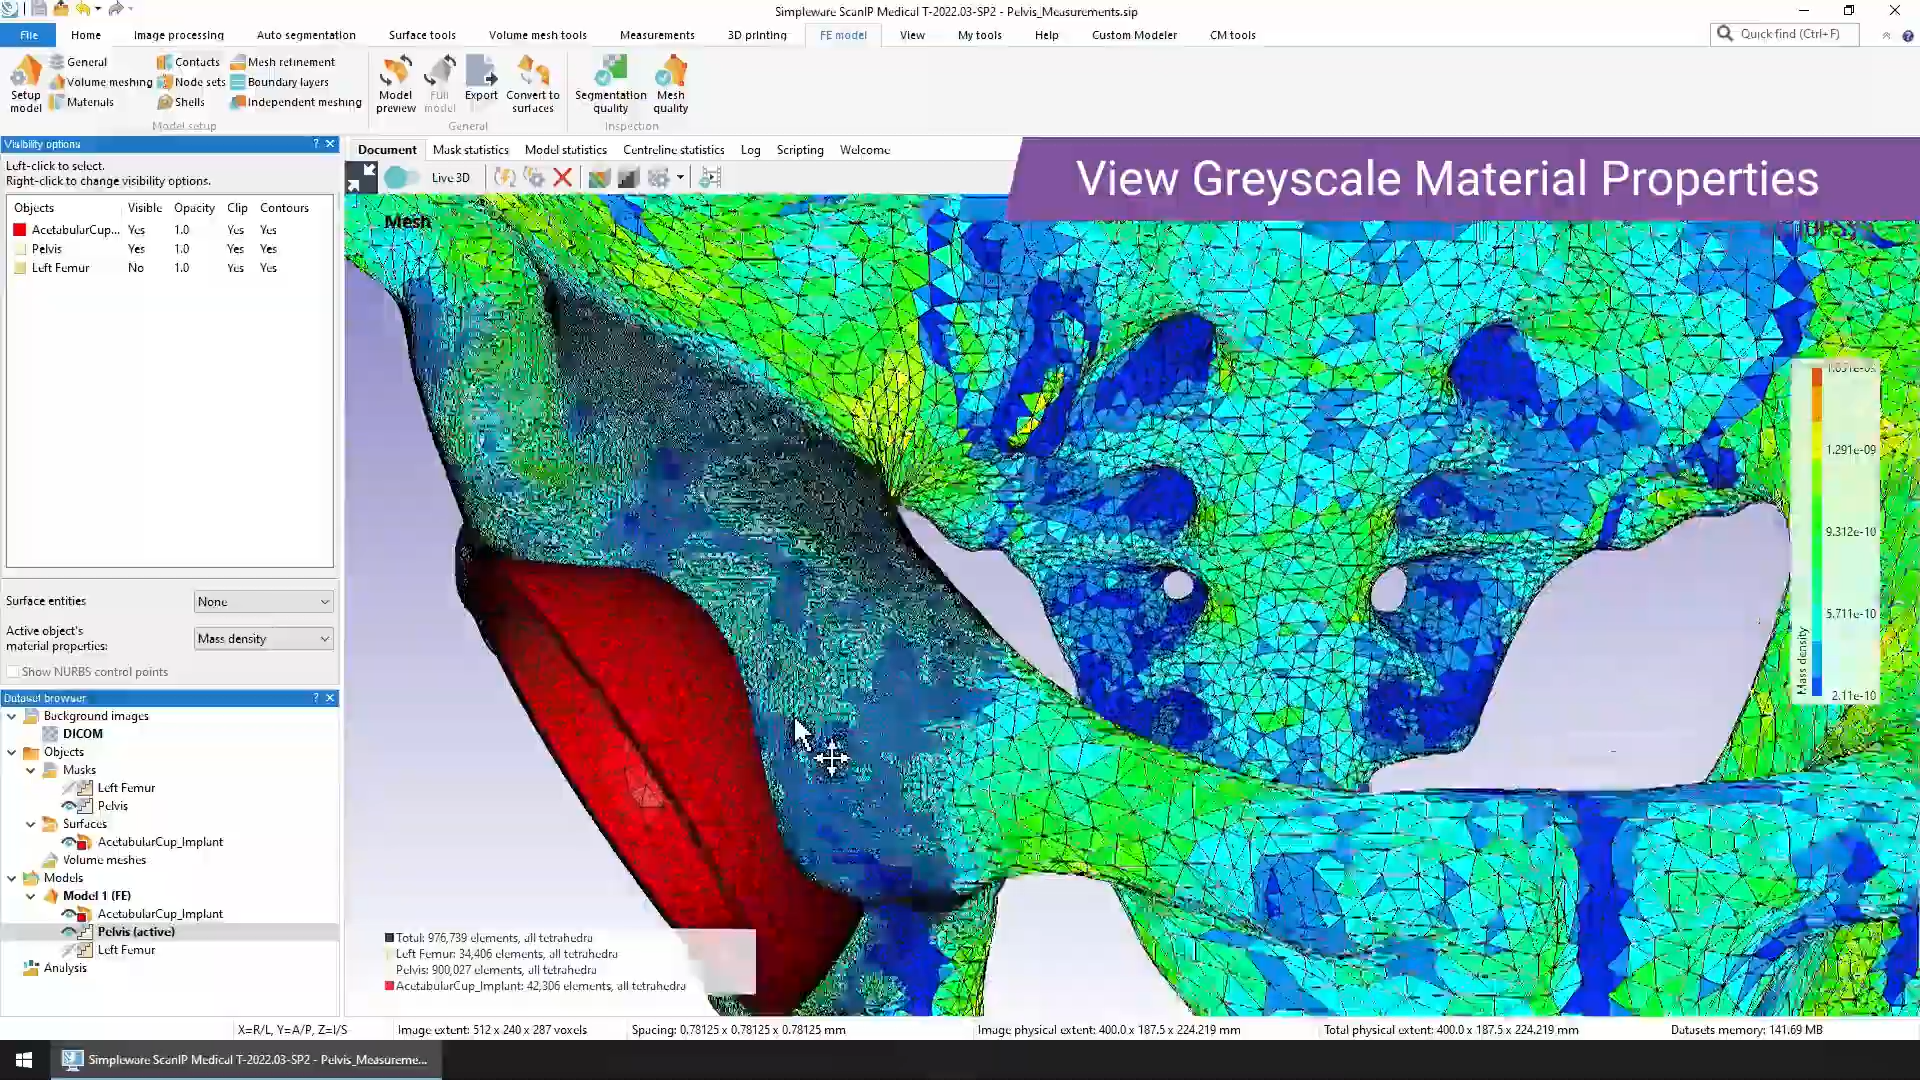 Simpleware ScanIP Medical T-2022.03-SP2 - Pelvis_Measurements.sip
File Home Image processing Auto segmentation Surface tools Volume mesh tools Measurements 3D printing FE model View My tools Help Custom Modeler CM tools Quick find (Ctrl+F)
General Contacts Mesh refinement
Volume meshing Node sets Boundary layers
Materials Shells Independent meshing
Setup model
Model preview
Full model
Export
Convert to surfaces
Segmentation quality
Mesh quality
Model setup General Inspection
Visibility options ?
Left-click to select.
Right-click to change visibility options.
Objects Visible Opacity Clip Contours
AcetabularCup... Yes 1.0 Yes Yes
Pelvis Yes 1.0 Yes Yes
Left Femur No 1.0 Yes Yes
Surface entities None
Active object's material properties: Mass density
Show NURBS control points
Dataset browser ?
Background images
DICOM
Objects
Masks
Left Femur
Pelvis
Surfaces
AcetabularCup_Implant
Volume meshes
Models
Model 1 (FE)
AcetabularCup_Implant
Pelvis (active)
Left Femur
Analysis
Document Mask statistics Model statistics Centreline statistics Log Scripting Welcome
Live 3D
View Greyscale Material Properties
Mesh
1.291e-09
9.312e-10
5.711e-10
2.11e-10
Mass density
Total: 976,739 elements, all tetrahedra
Left Femur: 34,406 elements, all tetrahedra
Pelvis: 900,027 elements, all tetrahedra
AcetabularCup_Implant: 42,306 elements, all tetrahedra
X=R/L, Y=A/P, Z=I/S Image extent: 512 x 240 x 287 voxels Spacing: 0.78125 x 0.78125 x 0.78125 mm Image physical extent: 400.0 x 187.5 x 224.219 mm Total physical extent: 400.0 x 187.5 x 224.219 mm Datasets memory: 141.69 MB
Simpleware ScanIP Medical T-2022.03-SP2 - Pelvis_Measureme...